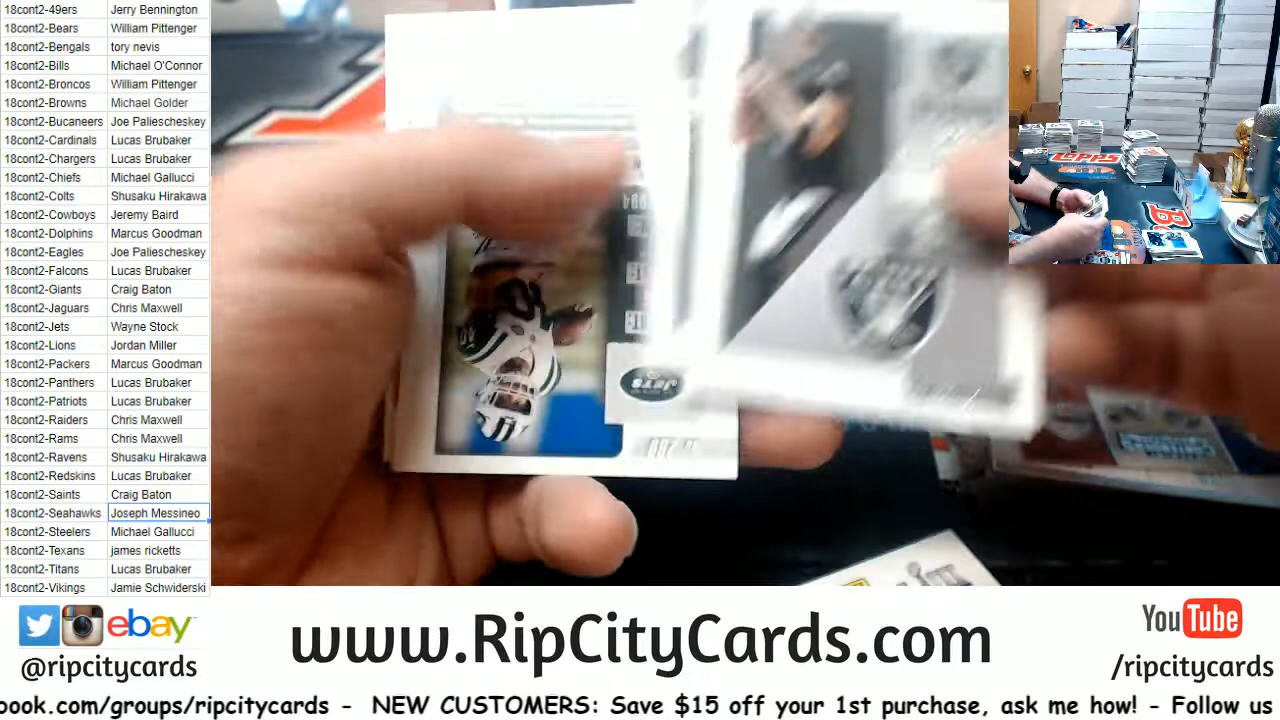 18cont2-49ers Jerry Bennington
18cont2-Bears William Pittenger
18cont2-Bengals tory nevis
18cont2-Bills Michael O'Connor
18cont2-Broncos William Pittenger
18cont2-Browns Michael Golder
18cont2-Bucaneers Joe Paliescheskey
18cont2-Cardinals Lucas Brubaker
18cont2-Chargers Lucas Brubaker
18cont2-Chiefs Michael Gallucci
18cont2-Colts Shusaku Hirakawa
18cont2-Cowboys Jeremy Baird
18cont2-Dolphins Marcus Goodman
18cont2-Eagles Joe Paliescheskey
18cont2-Falcons Lucas Brubaker
18cont2-Giants Craig Baton
18cont2-Jaguars Chris Maxwell
18cont2-Jets Wayne Stock
18cont2-Lions Jordan Miller
18cont2-Packers Marcus Goodman
18cont2-Panthers Lucas Brubaker
18cont2-Patriots Lucas Brubaker
18cont2-Raiders Chris Maxwell
18cont2-Rams Chris Maxwell
18cont2-Ravens Shusaku Hirakawa
18cont2-Redskins Lucas Brubaker
18cont2-Saints Craig Baton
18cont2-Seahawks Joseph Messineo
18cont2-Steelers Michael Gallucci
18cont2-Texans james ricketts
18cont2-Titans Lucas Brubaker
18cont2-Vikings Jamie Schwiderski
TOPPS
JETS
ebay
@ripcitycards
www.RipCityCards.com
YouTube
/ripcitycards
book.com/groups/ripcitycards - NEW CUSTOMERS: Save $15 off your 1st purchase, ask me how! - Follow us